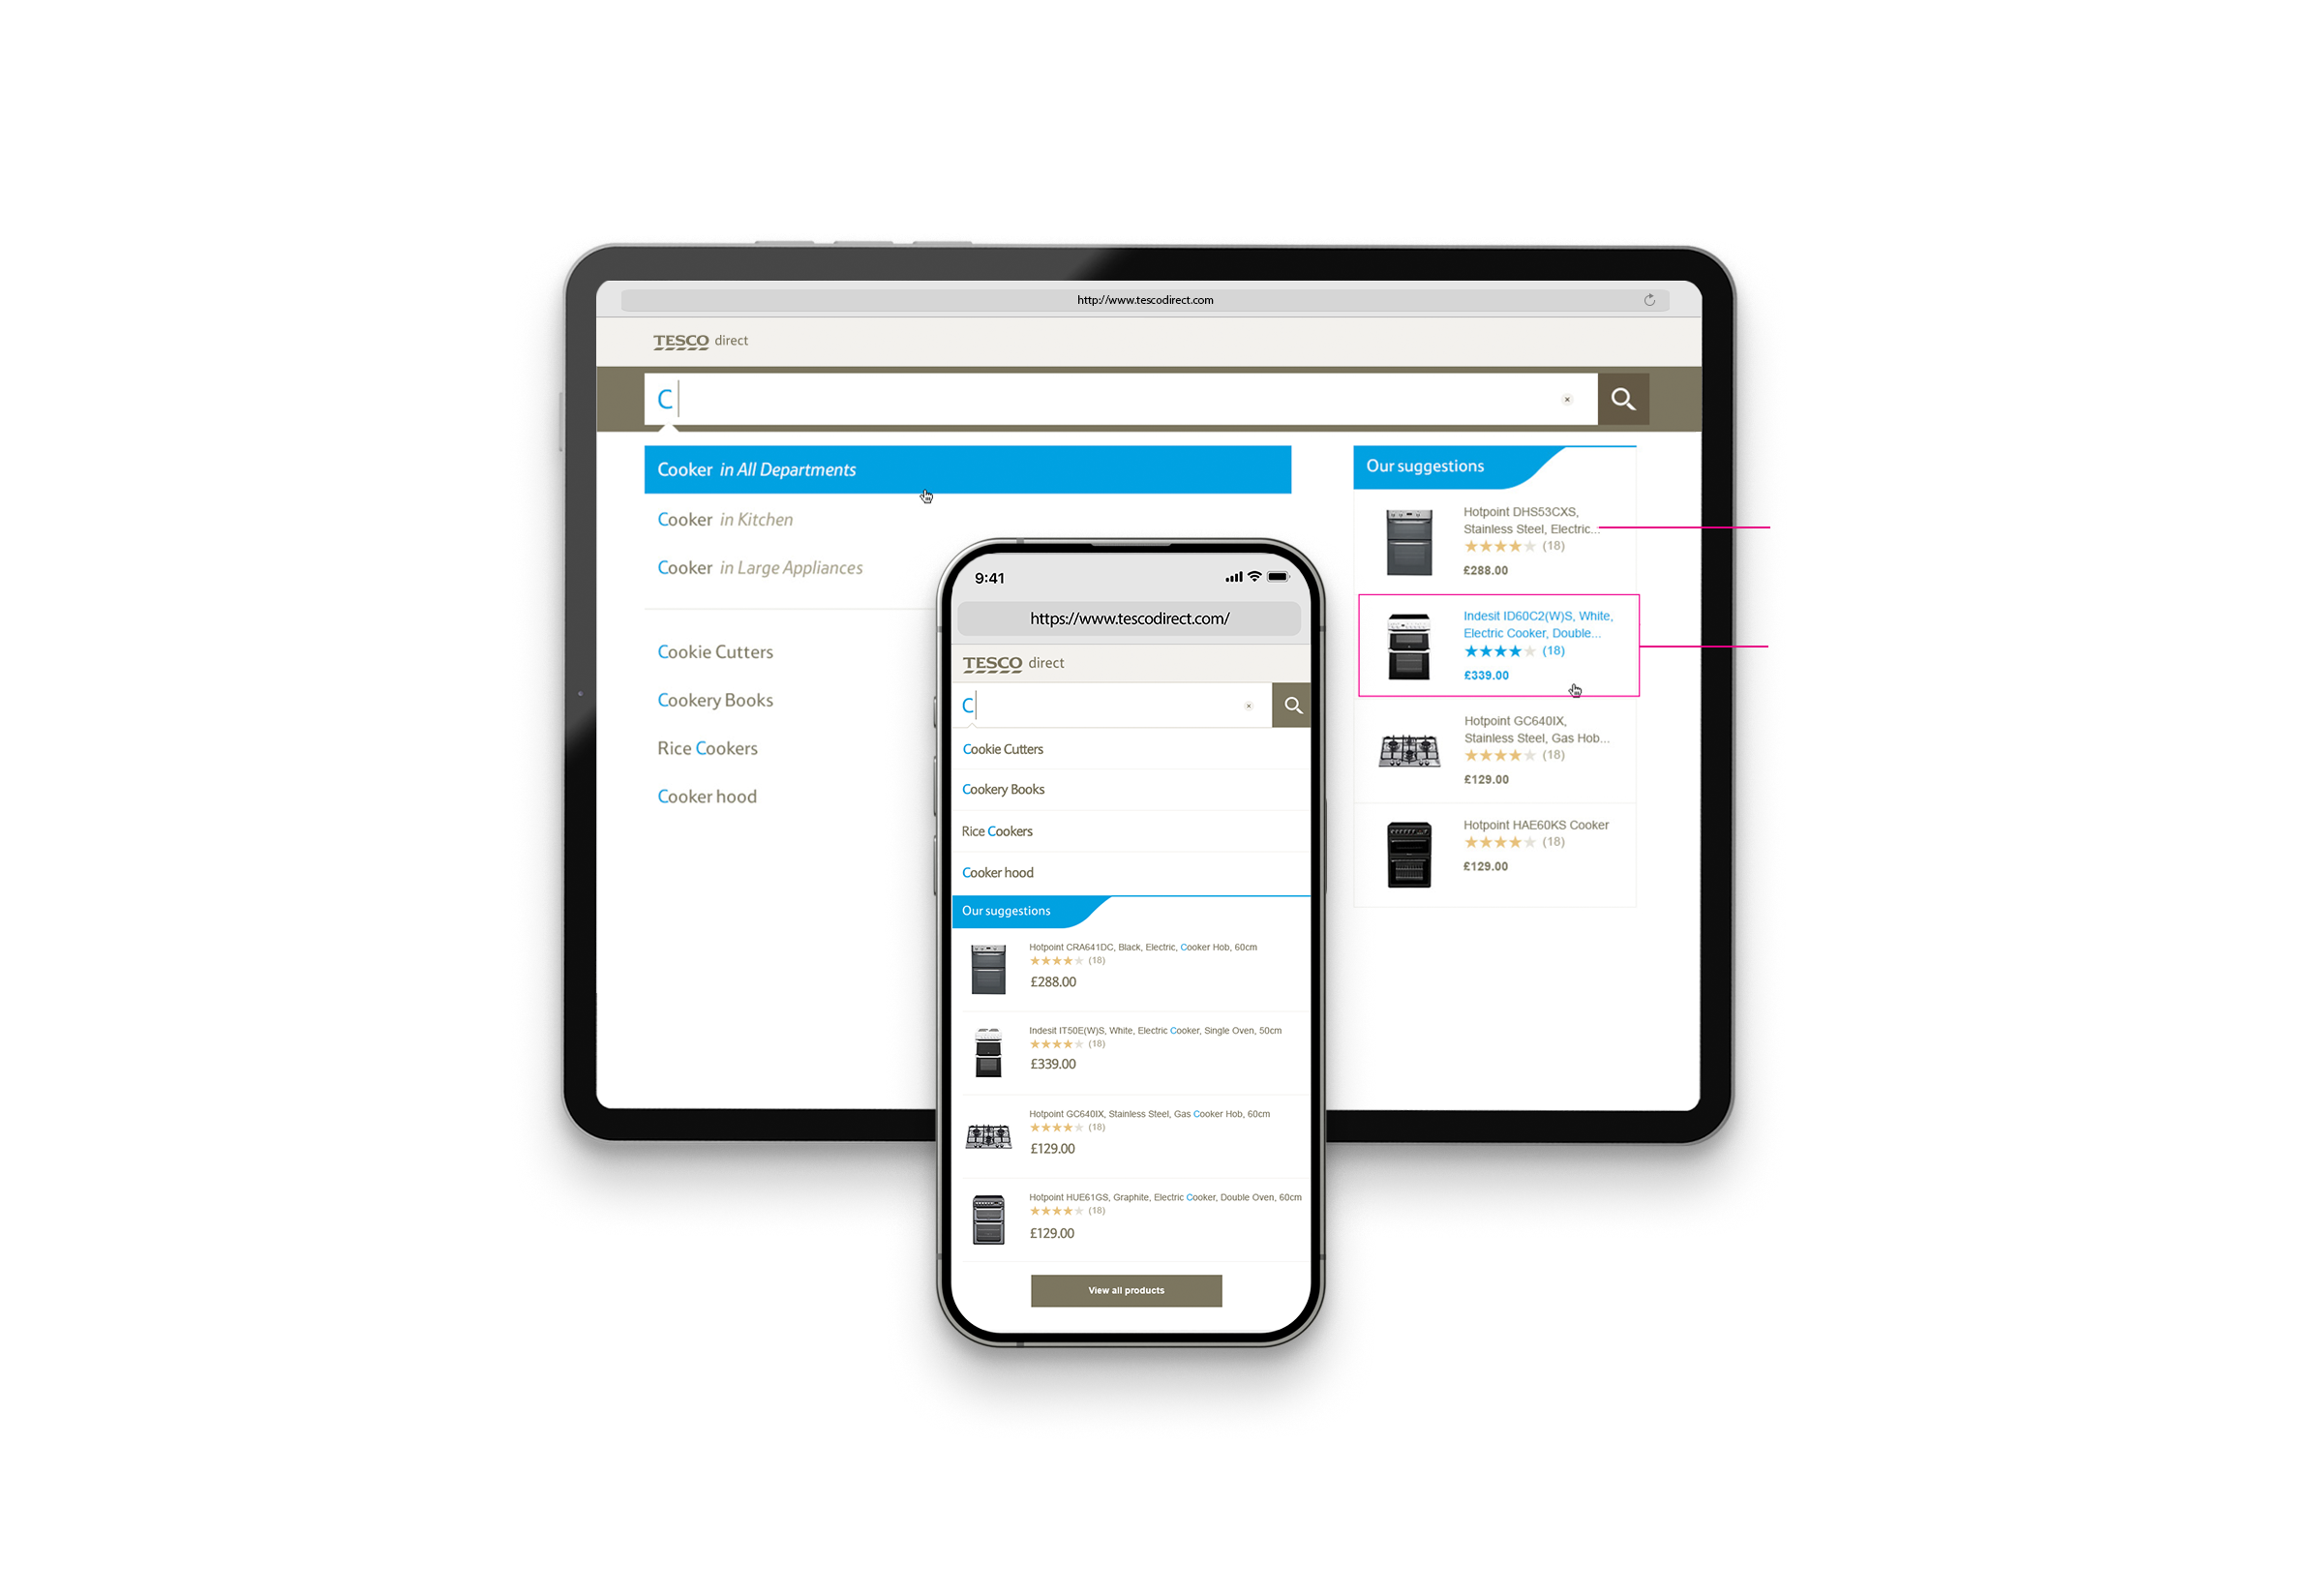 http://www.tescodirect.com
TESCO direct
C
Cooker in All Departments
Cooker in Kitchen
Cooker in Large Appliances
Cookie Cutters
Cookery Books
Rice Cookers
Cooker hood
Our suggestions
Hotpoint DHS53CXS,
Stainless Steel, Electric...
(18)
£288.00
Indesit ID60C2(W)S, White,
Electric Cooker, Double...
(18)
£339.00
Hotpoint GC640IX,
Stainless Steel, Gas Hob...
(18)
£129.00
Hotpoint HAE60KS Cooker
(18)
£129.00
9:41
https://www.tescodirect.com/
TESCO direct
C
Cookie Cutters
Cookery Books
Rice Cookers
Cooker hood
Our suggestions
Hotpoint CRA641DC, Black, Electric, Cooker Hob, 60cm
(18)
£288.00
Indesit IT50E(W)S, White, Electric Cooker, Single Oven, 50cm
(18)
£339.00
Hotpoint GC640IX, Stainless Steel, Gas Cooker Hob, 60cm
(18)
£129.00
Hotpoint HUE61GS, Graphite, Electric Cooker, Double Oven, 60cm
(18)
£129.00
View all products